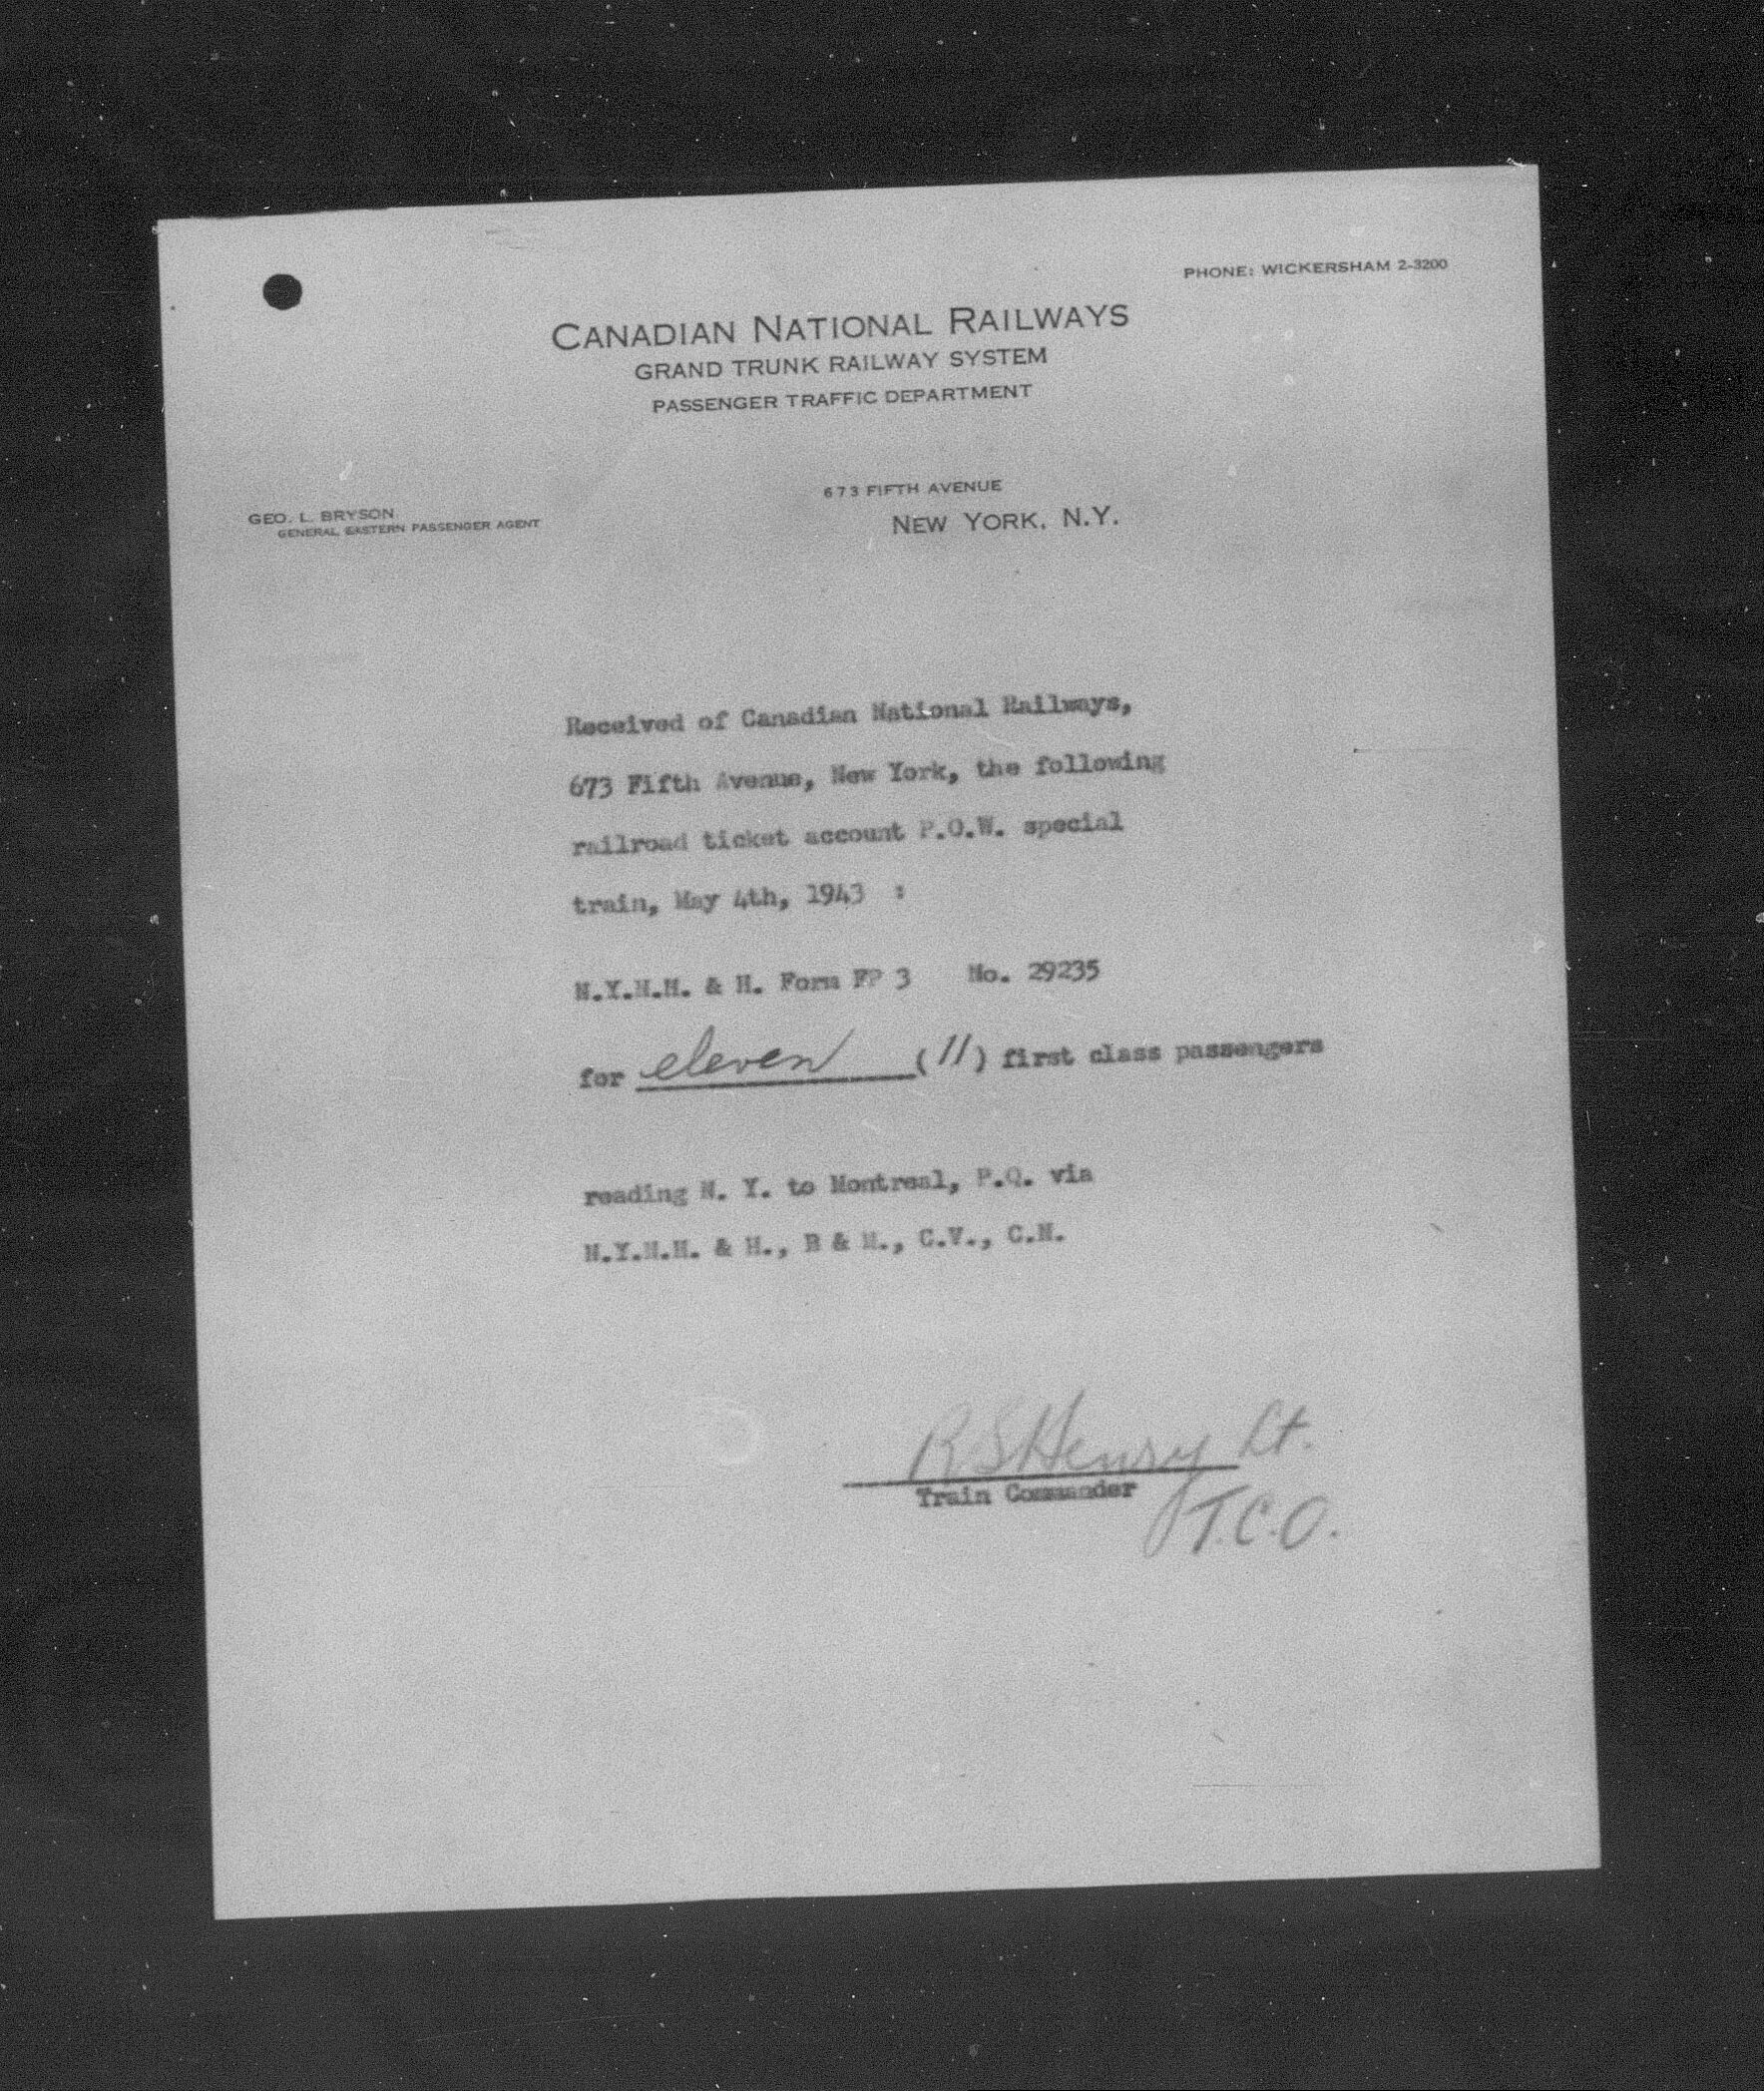 PHONE: WICKERSHAM 2-3200
CANADIAN NATIONAL RAILWAYS
GRAND TRUNK RAILWAY SYSTEM
PASSENGER TRAFFIC DEPARTMENT
673 FIFTH AVENUE
NEW YORK, N.Y.
GEO. L. BRYSON
GENERAL EASTERN PASSENGER AGENT
Received of Canadian National Railways,
673 Fifth Avenue, New York, the following
railroad ticket account P.O.W. special
train, May 4th, 1943 :
N.Y.N.H. & H. Form FP 3 No. 29235
for eleven (11) first class passengers
reading N. Y. to Montreal, P.Q. via
N.Y.N.H. & H., B & M., C.V., C.N.
R S Henry Lt.
Train Commander
T.C.O.